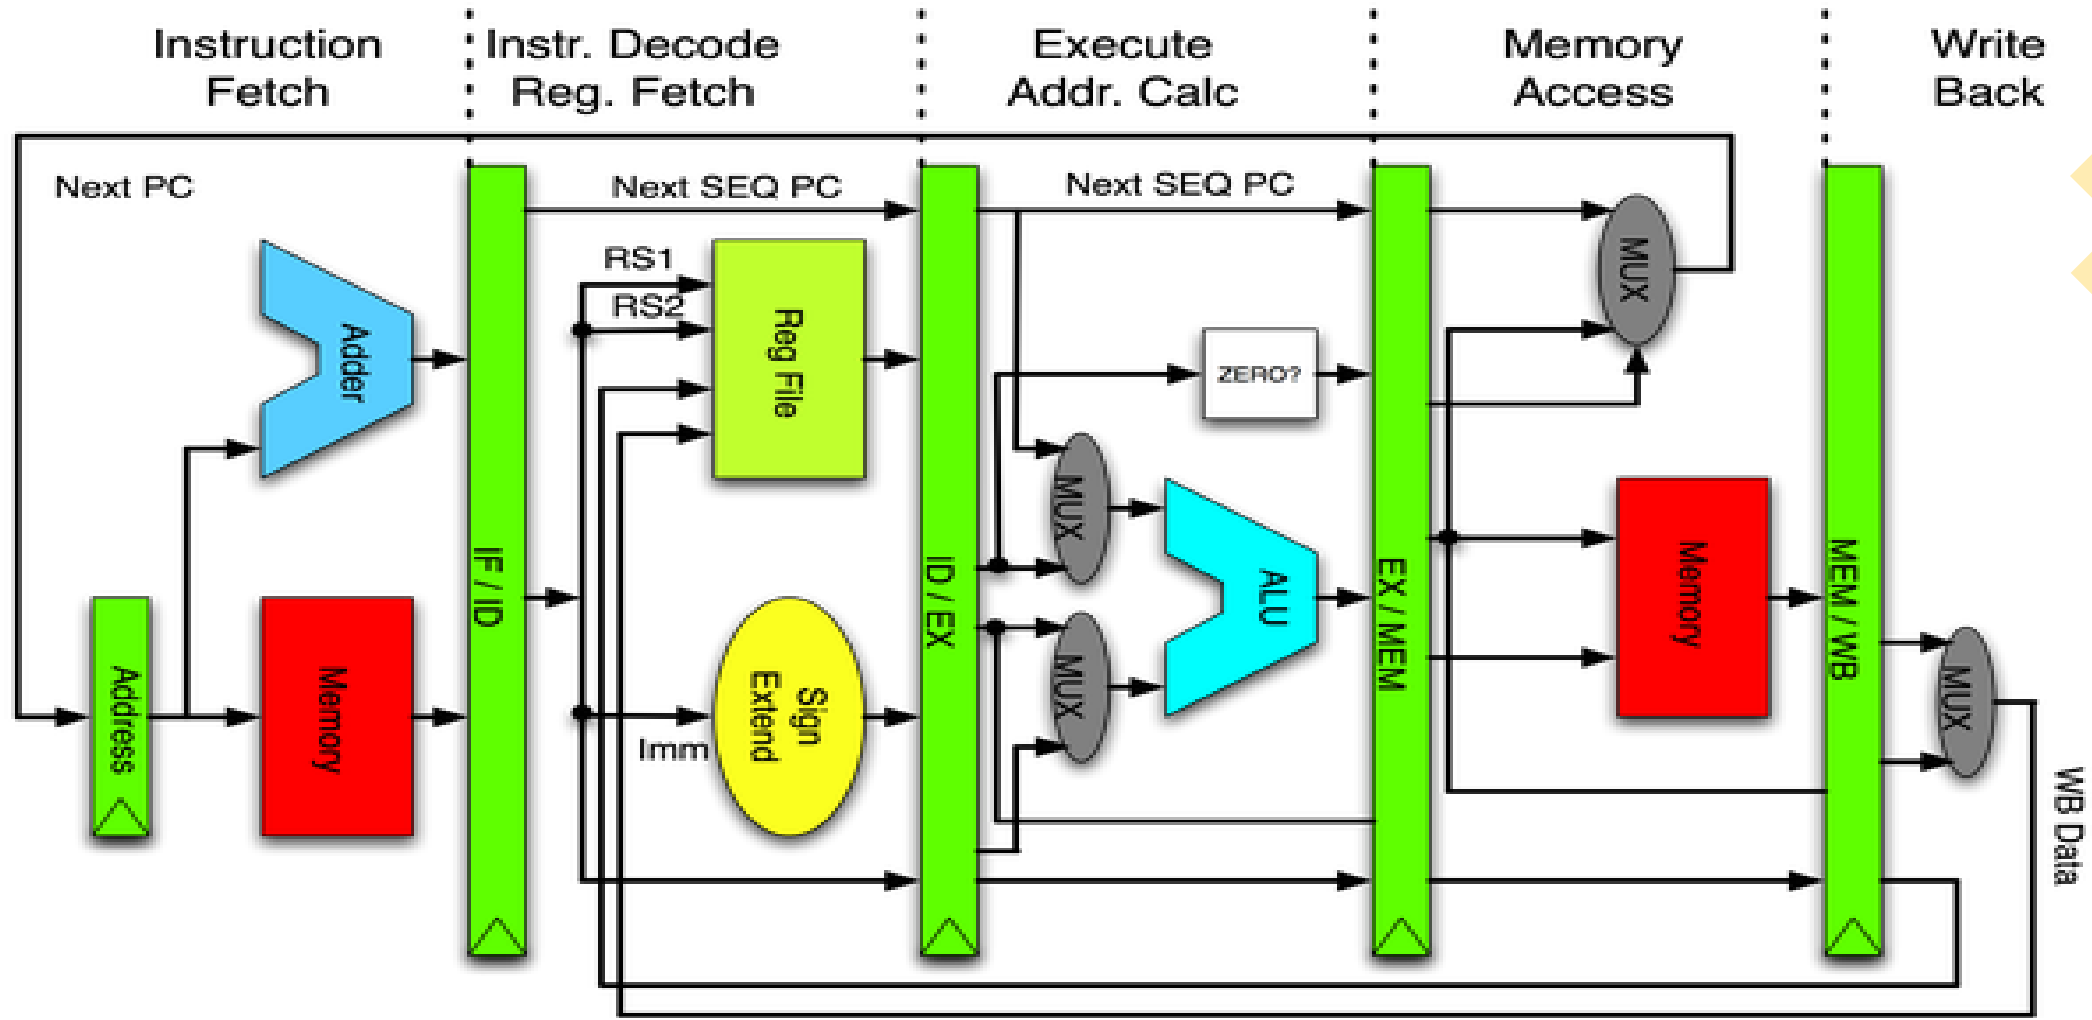 Instruction
Fetch
Instr. Decode
Reg. Fetch
Execute
Addr. Calc
Memory
Access
Write
Back
Next PC
Next SEQ PC
Next SEQ PC
RS1
RS2
Reg File
Adder
MUX
ZERO?
MUX
ALU
Memory
IF / ID
ID / EX
EX / MEM
MEM / WB
MUX
MUX
Address
Memory
Sign
Extend
Imm
WB Data